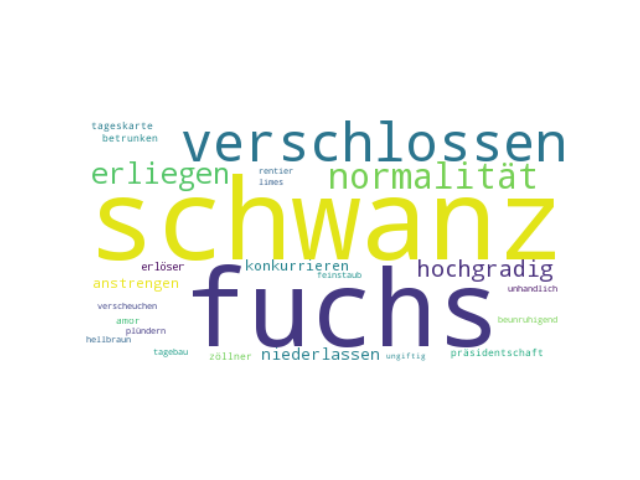 tageskarte
betrunken
verschlossen
erliegen
rentier
limes
normalität
schwanz
erlöser
konkurrieren
feinstaub
hochgradig
anstrengen
fuchs
unhandlich
verscheuchen
amor
plündern
beunruhigend
hellbraun
tagebau
zöllner
niederlassen
ungiftig
präsidentschaft